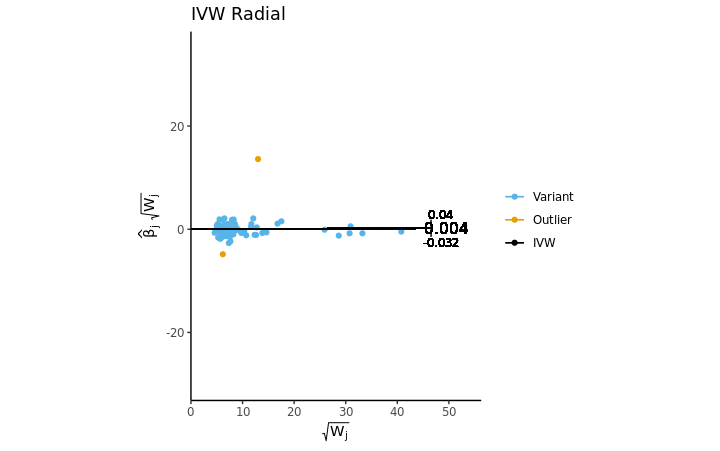 IVW Radial
20
0
-20
β̂j √Wj
0.04
0.004
-0.032
Variant
Outlier
IVW
0 10 20 30 40 50
√Wj